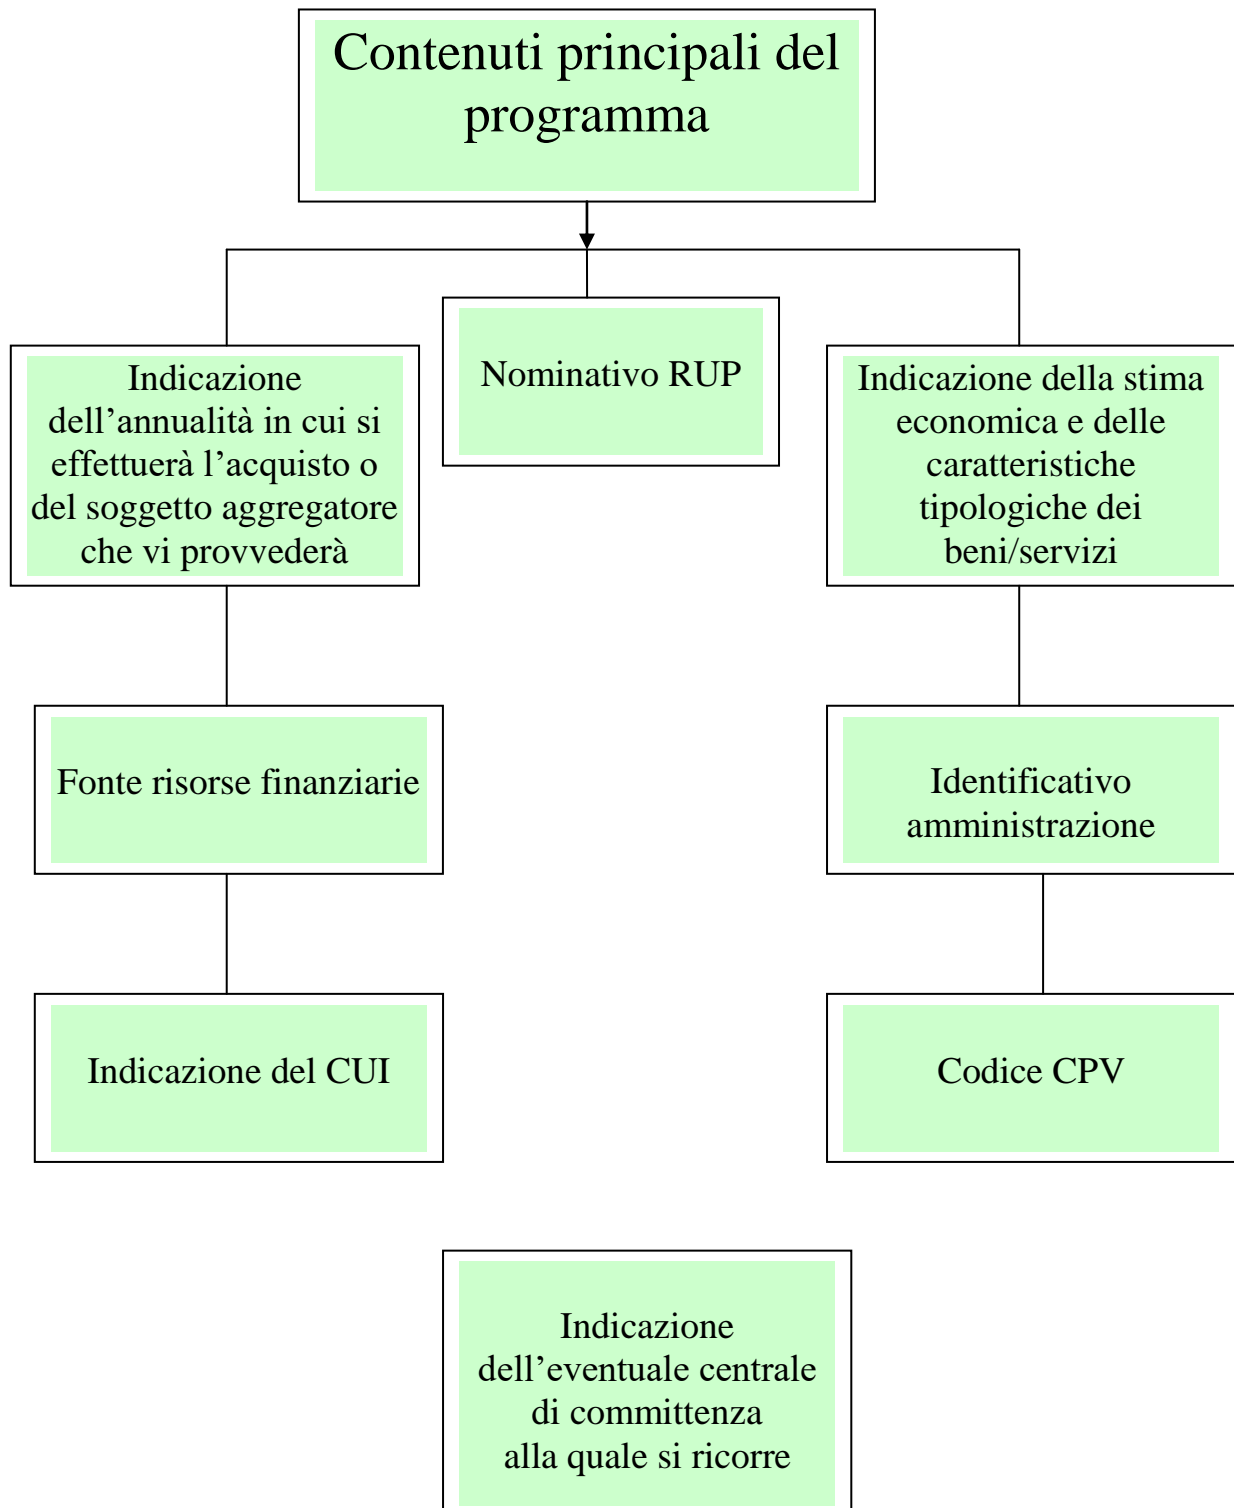 Contenuti principali del
programma
Nominativo RUP
Indicazione
dell’annualità in cui si
effettuerà l’acquisto o
del soggetto aggregatore
che vi provvederà
Indicazione della stima
economica e delle
caratteristiche
tipologiche dei
beni/servizi
Fonte risorse finanziarie
Identificativo
amministrazione
Indicazione del CUI
Codice CPV
Indicazione
dell’eventuale centrale
di committenza
alla quale si ricorre